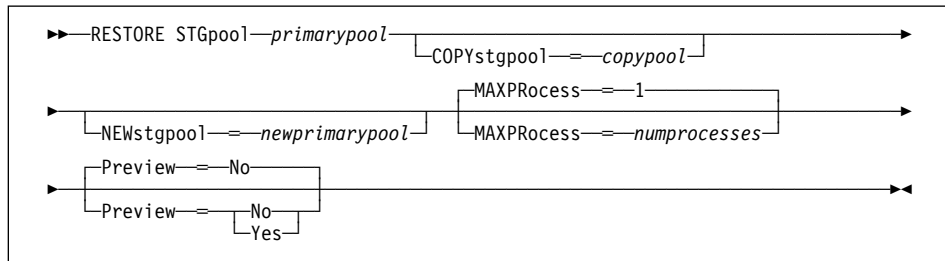 RESTORE STGpool primarypool
COPYstgpool = copypool
MAXPRocess = 1
NEWstgpool = newprimarypool
MAXPRocess = numprocesses
Preview = No
Preview = No
Yes